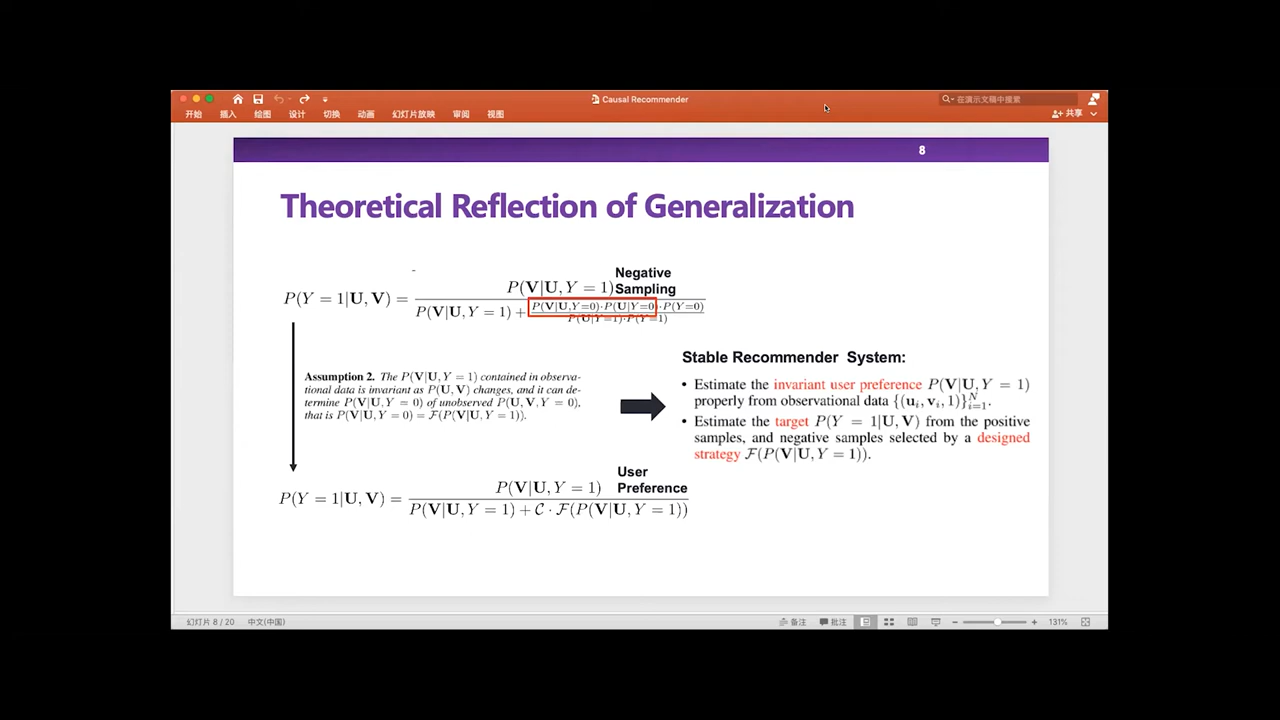 Causal Recommender
在演示文稿中搜索
开始 插入 绘图 设计 切换 动画 幻灯片放映 审阅 视图 共享
8
Theoretical Reflection of Generalization
Negative
Sampling
P(Y = 1|U, V) = P(V|U, Y = 1) / P(V|U, Y = 1) + P(V|U,Y=0)·P(U|Y=0)·P(Y=0) / P(U|Y=1)·P(Y=1)
Assumption 2. The P(V|U, Y = 1) contained in observa-
tional data is invariant as P(U, V) changes, and it can de-
termine P(V|U, Y = 0) of unobserved P(U, V, Y = 0),
that is P(V|U, Y = 0) = F(P(V|U, Y = 1)).
Stable Recommender System:
• Estimate the invariant user preference P(V|U, Y = 1)
properly from observational data {(u_i, v_i, 1)}_{i=1}^N.
• Estimate the target P(Y = 1|U, V) from the positive
samples, and negative samples selected by a designed
strategy F(P(V|U, Y = 1)).
User
Preference
P(Y = 1|U, V) = P(V|U, Y = 1) / P(V|U, Y = 1) + C · F(P(V|U, Y = 1))
幻灯片 8 / 20 中文(中国) 备注 批注 131%